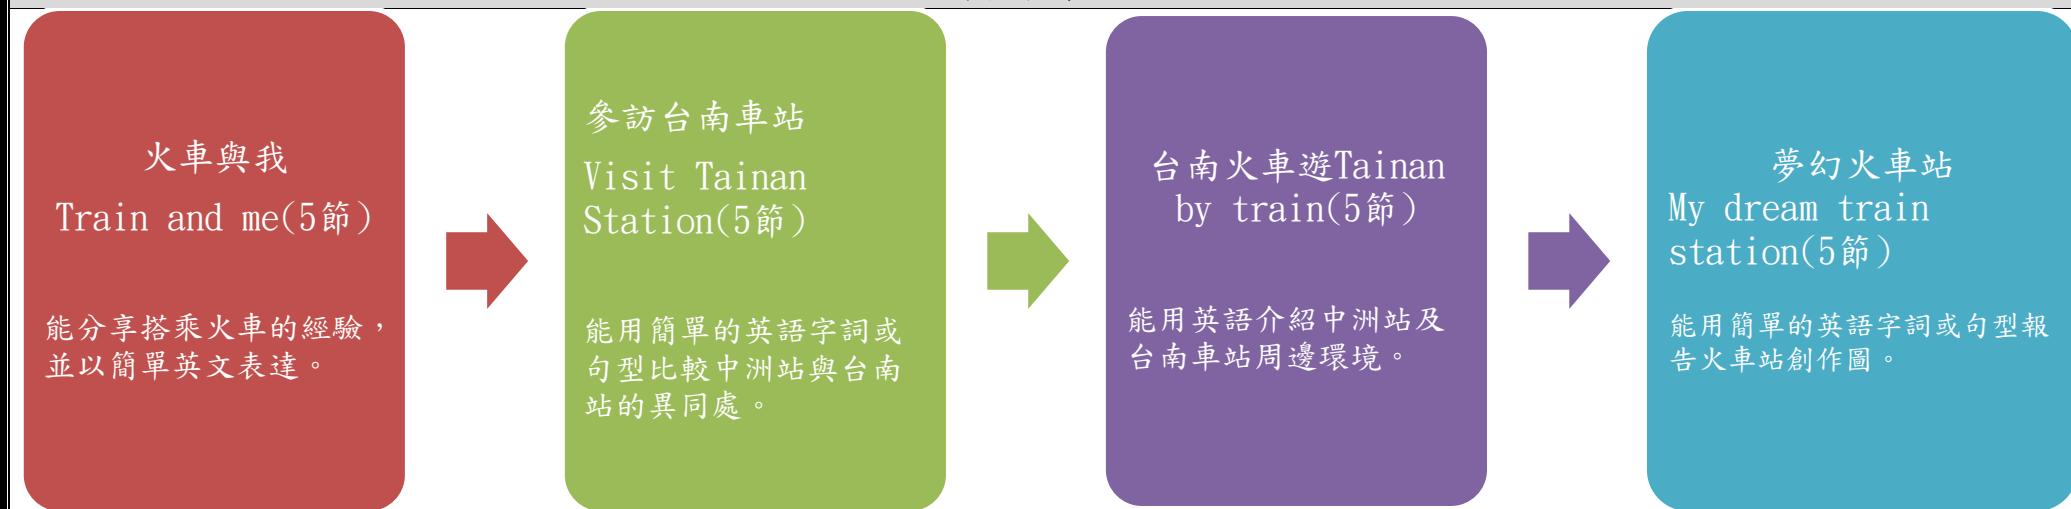 火車與我
Train and me(5節)
能分享搭乘火車的經驗，
並以簡單英文表達。
參訪台南車站
Visit Tainan
Station(5節)
能用簡單的英語字詞或
句型比較中洲站與台南
站的異同處。
台南火車遊Tainan
by train(5節)
能用英語介紹中洲站及
台南車站周邊環境。
夢幻火車站
My dream train
station(5節)
能用簡單的英語字詞或句型報
告火車站創作圖。